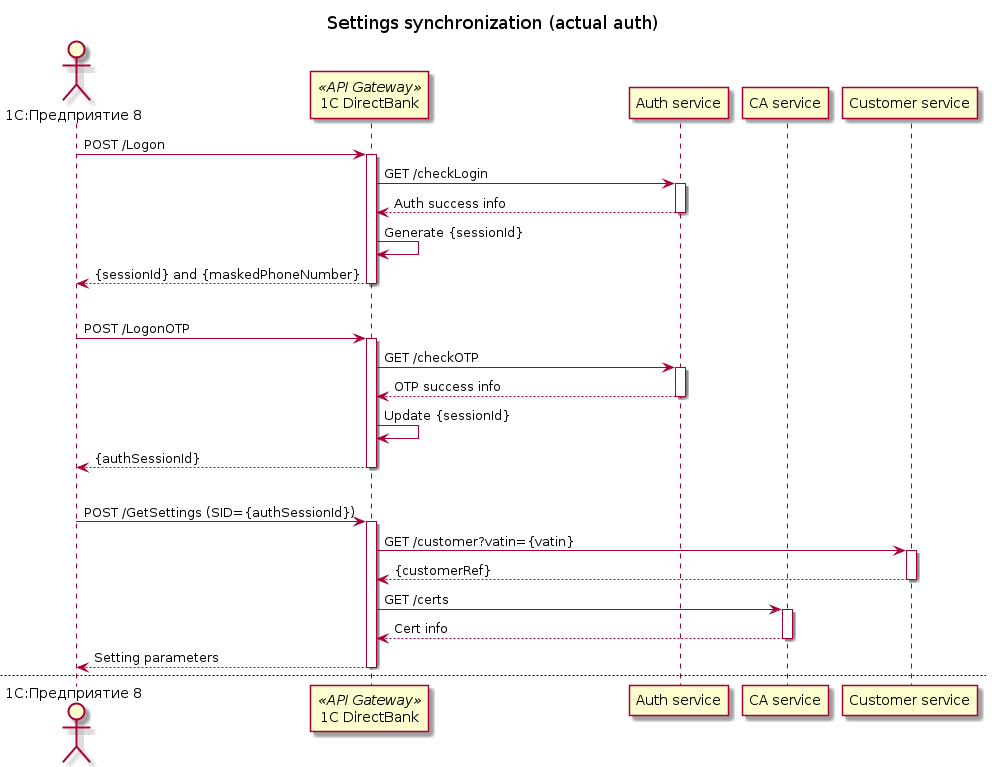 Settings synchronization (actual auth)
1С:Предприятие 8
«API Gateway»
1C DirectBank
Auth service
CA service
Customer service
POST /Logon
GET /checkLogin
Auth success info
Generate {sessionId}
{sessionId} and {maskedPhoneNumber}
POST /LogonOTP
GET /checkOTP
OTP success info
Update {sessionId}
{authSessionId}
POST /GetSettings (SID={authSessionId})
GET /customer?vatin={vatin}
{customerRef}
GET /certs
Cert info
Setting parameters
1С:Предприятие 8
«API Gateway»
1C DirectBank
Auth service
CA service
Customer service